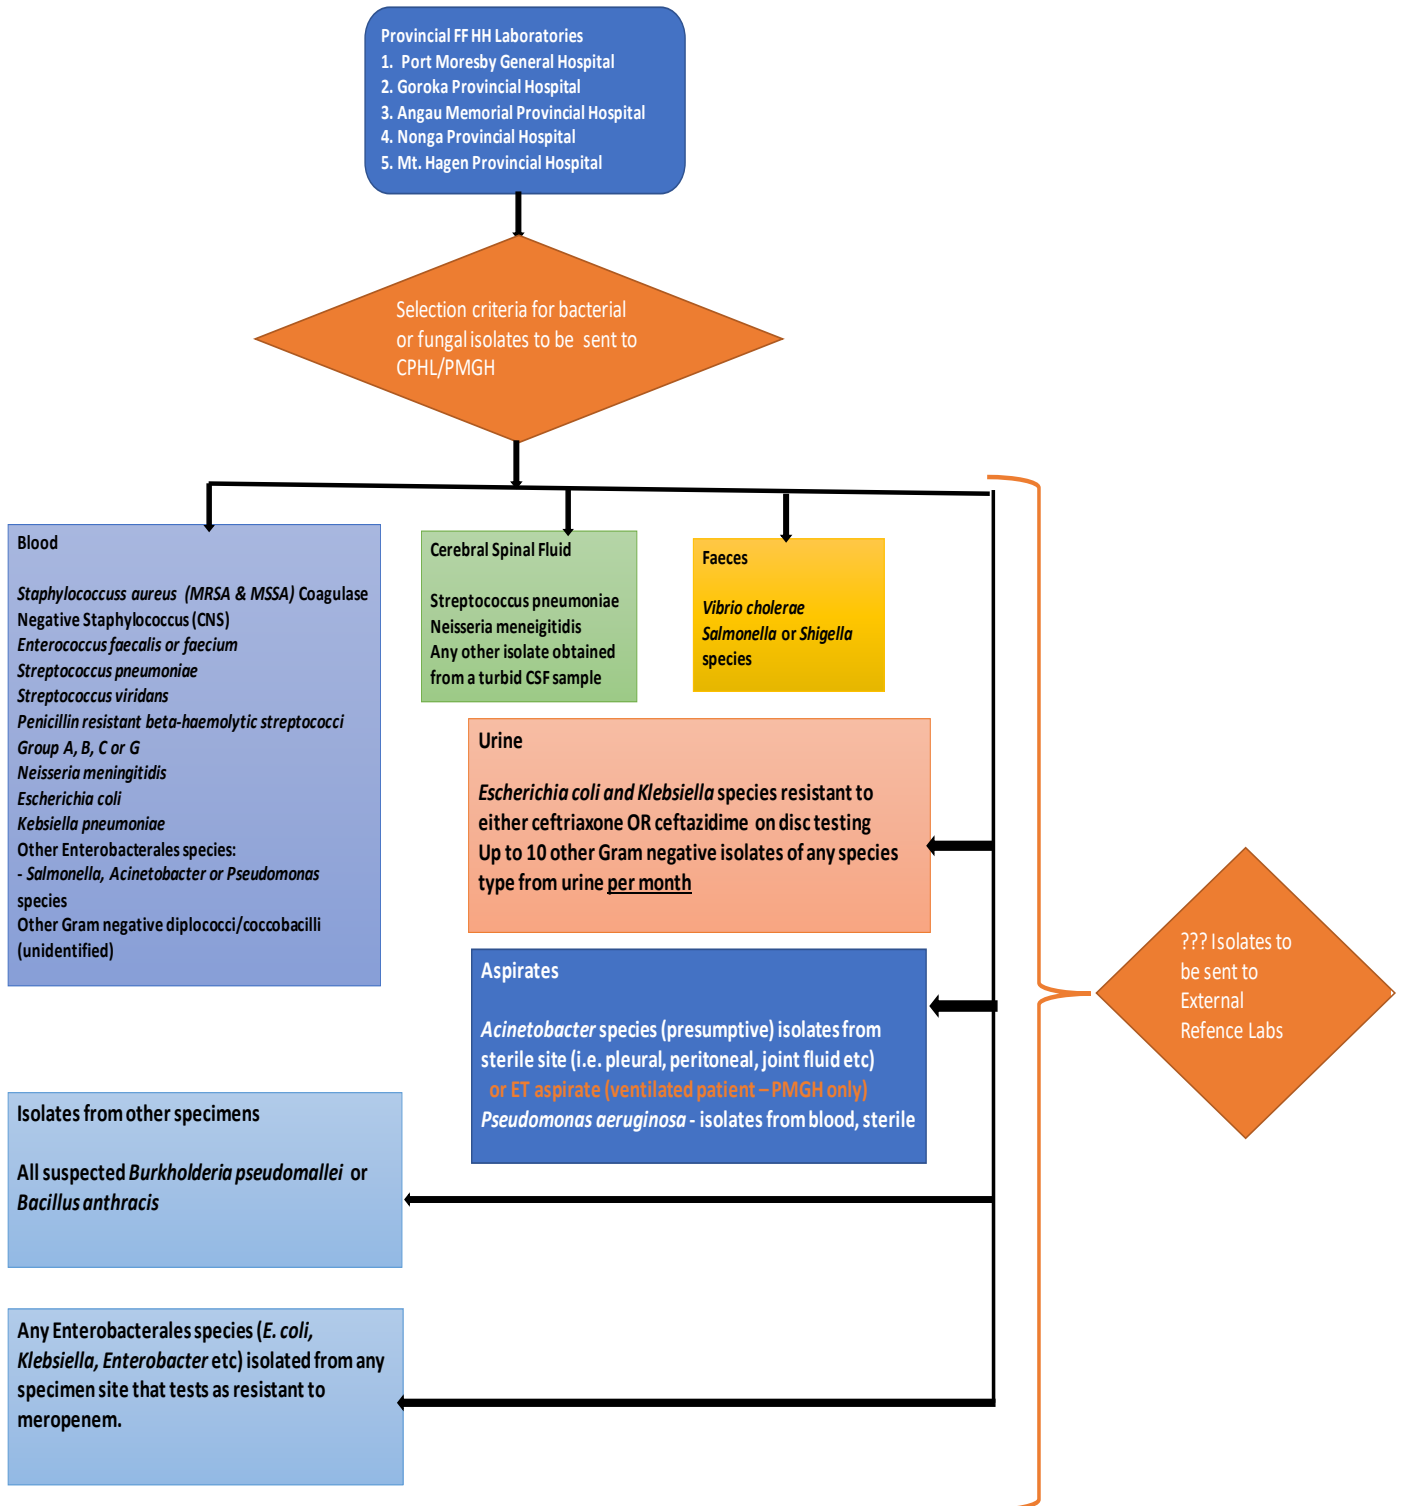 Provincial FF HH Laboratories
1. Port Moresby General Hospital
2. Goroka Provincial Hospital
3. Angau Memorial Provincial Hospital
4. Nonga Provincial Hospital
5. Mt. Hagen Provincial Hospital
Selection criteria for bacterial
or fungal isolates to be sent to
CPHL/PMGH
Blood
Staphylococcuss aureus (MRSA & MSSA) Coagulase
Negative Staphylococcus (CNS)
Enterococcus faecalis or faecium
Streptococcus pneumoniae
Streptococcus viridans
Penicillin resistant beta-haemolytic streptococci
Group A, B, C or G
Neisseria meningitidis
Escherichia coli
Kebsiella pneumoniae
Other Enterobacterales species:
- Salmonella, Acinetobacter or Pseudomonas
species
Other Gram negative diplococci/coccobacilli
(unidentified)
Cerebral Spinal Fluid
Streptococcus pneumoniae
Neisseria meneigitidis
Any other isolate obtained
from a turbid CSF sample
Faeces
Vibrio cholerae
Salmonella or Shigella
species
Urine
Escherichia coli and Klebsiella species resistant to
either ceftriaxone OR ceftazidime on disc testing
Up to 10 other Gram negative isolates of any species
type from urine per month
Aspirates
Acinetobacter species (presumptive) isolates from
sterile site (i.e. pleural, peritoneal, joint fluid etc)
or ET aspirate (ventilated patient – PMGH only)
Pseudomonas aeruginosa - isolates from blood, sterile
Isolates from other specimens
All suspected Burkholderia pseudomallei or
Bacillus anthracis
Any Enterobacterales species (E. coli,
Klebsiella, Enterobacter etc) isolated from any
specimen site that tests as resistant to
meropenem.
??? Isolates to
be sent to
External
Refence Labs